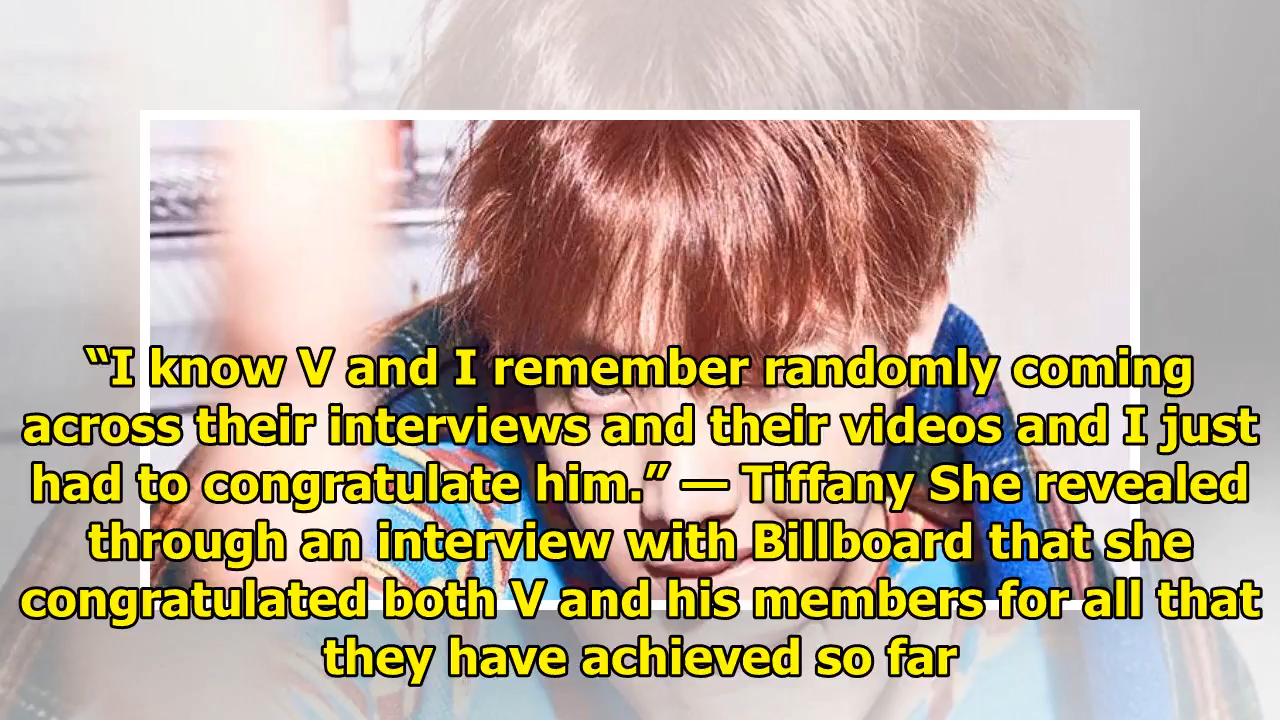 “I know V and I remember randomly coming
across their interviews and their videos and I just
had to congratulate him.” — Tiffany She revealed
through an interview with Billboard that she
congratulated both V and his members for all that
they have achieved so far